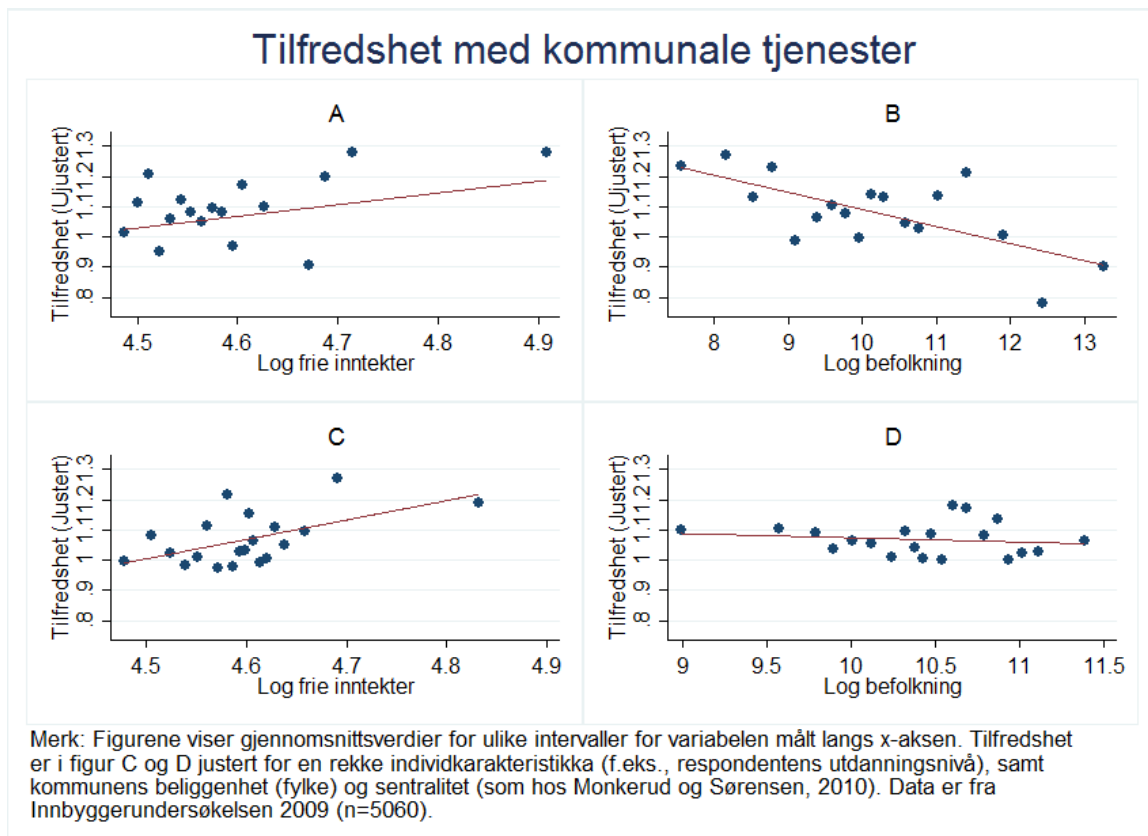 Tilfredshet med kommunale tjenester
A
Tilfredshet (Ujustert)
.8 .9 1 1.1 1.2 1.3
4.5 4.6 4.7 4.8 4.9
Log frie inntekter
B
Tilfredshet (Ujustert)
.8 .9 1 1.1 1.2 1.3
8 9 10 11 12 13
Log befolkning
C
Tilfredshet (Justert)
.8 .9 1 1.1 1.2 1.3
4.5 4.6 4.7 4.8 4.9
Log frie inntekter
D
Tilfredshet (Justert)
.8 .9 1 1.1 1.2 1.3
9 9.5 10 10.5 11 11.5
Log befolkning
Merk: Figurene viser gjennomsnittsverdier for ulike intervaller for variabelen målt langs x-aksen. Tilfredshet
er i figur C og D justert for en rekke individkarakteristikka (f.eks., respondentens utdanningsnivå), samt
kommunens beliggenhet (fylke) og sentralitet (som hos Monkerud og Sørensen, 2010). Data er fra
Innbyggerundersøkelsen 2009 (n=5060).